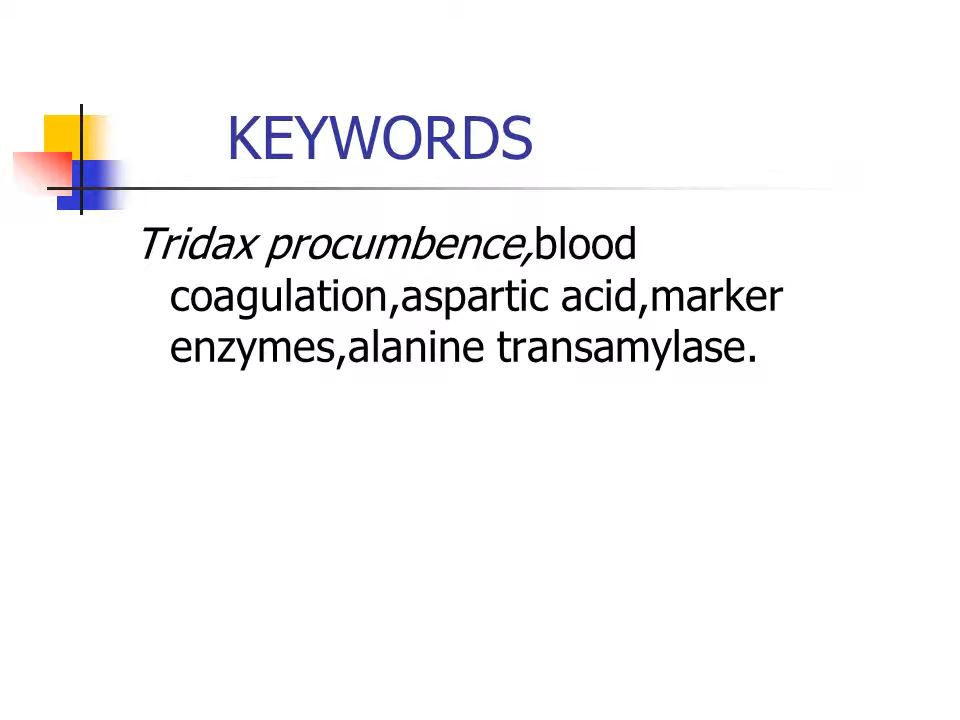 KEYWORDS
Tridax procumbence,blood
coagulation,aspartic acid,marker
enzymes,alanine transamylase.